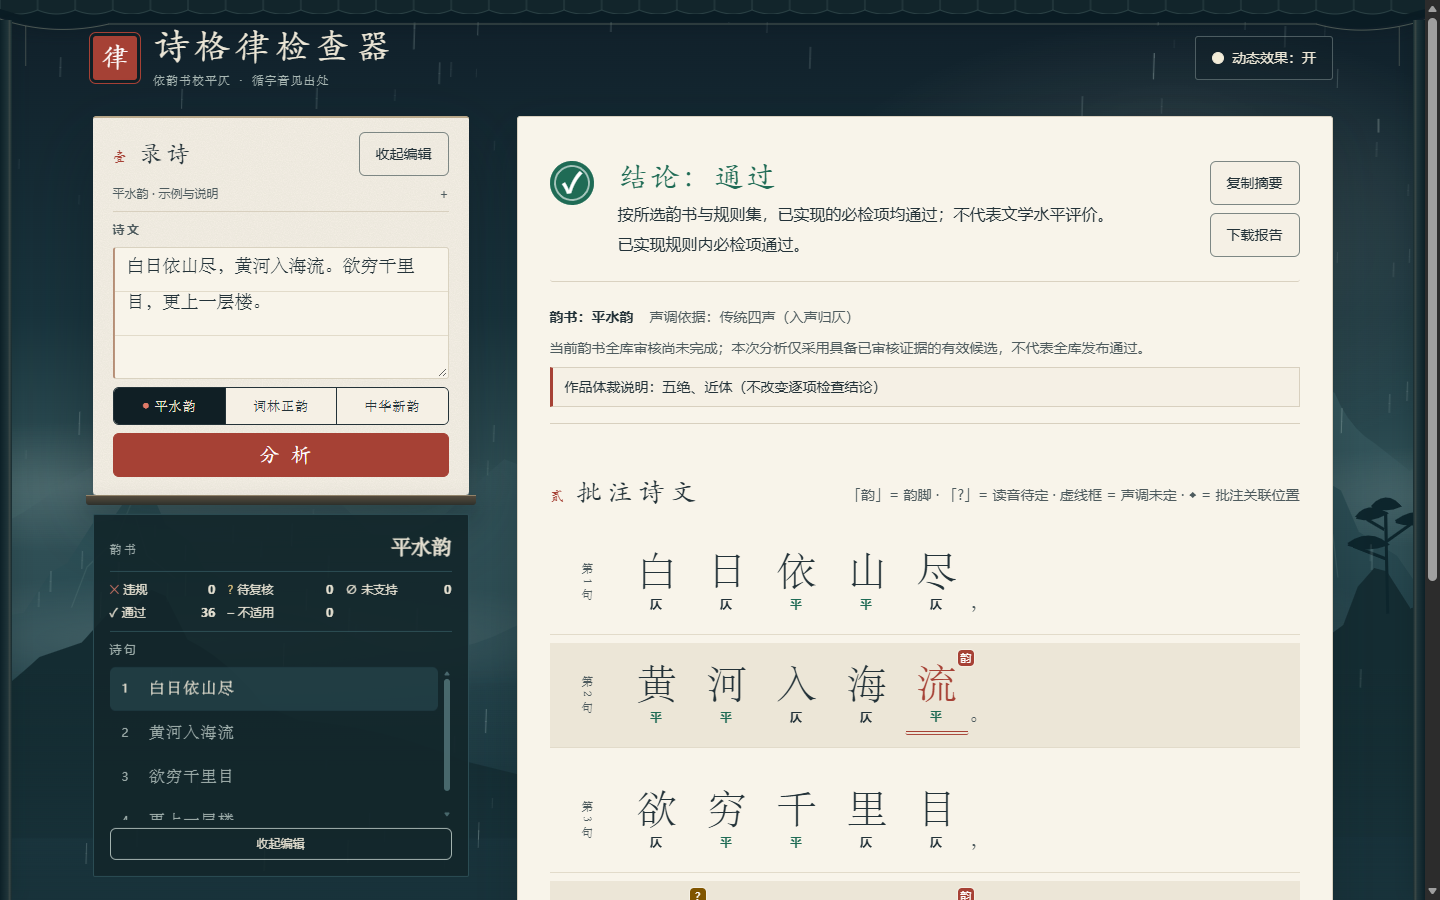 律
诗格律检查器
依韵书校平仄 · 循字音见出处
动态效果：开
壹 录诗
收起编辑
平水韵 · 示例与说明 +
诗文
白日依山尽，黄河入海流。欲穷千里
目，更上一层楼。
平水韵 词林正韵 中华新韵
分析
韵书 平水韵
× 违规 0 ? 待复核 0 ∅ 未支持 0
✓ 通过 36 – 不适用 0
诗句
1 白日依山尽
2 黄河入海流
3 欲穷千里目
4 更上一层楼
收起编辑
结论：通过
按所选韵书与规则集，已实现的必检项均通过；不代表文学水平评价。
已实现规则内必检项通过。
复制摘要
下载报告
韵书：平水韵 声调依据：传统四声（入声归仄）
当前韵书全库审核尚未完成；本次分析仅采用具备已审核证据的有效候选，不代表全库发布通过。
作品体裁说明：五绝、近体（不改变逐项检查结论）
贰 批注诗文
「韵」= 韵脚 · 「?」= 读音待定 · 虚线框 = 声调未定 · ◆ = 批注关联位置
第1句
白日依山尽，
仄 仄 平 平 仄
第2句
韵
黄河入海流。
平 平 仄 仄 平
第3句
欲穷千里目，
仄 平 平 仄 仄
? 韵